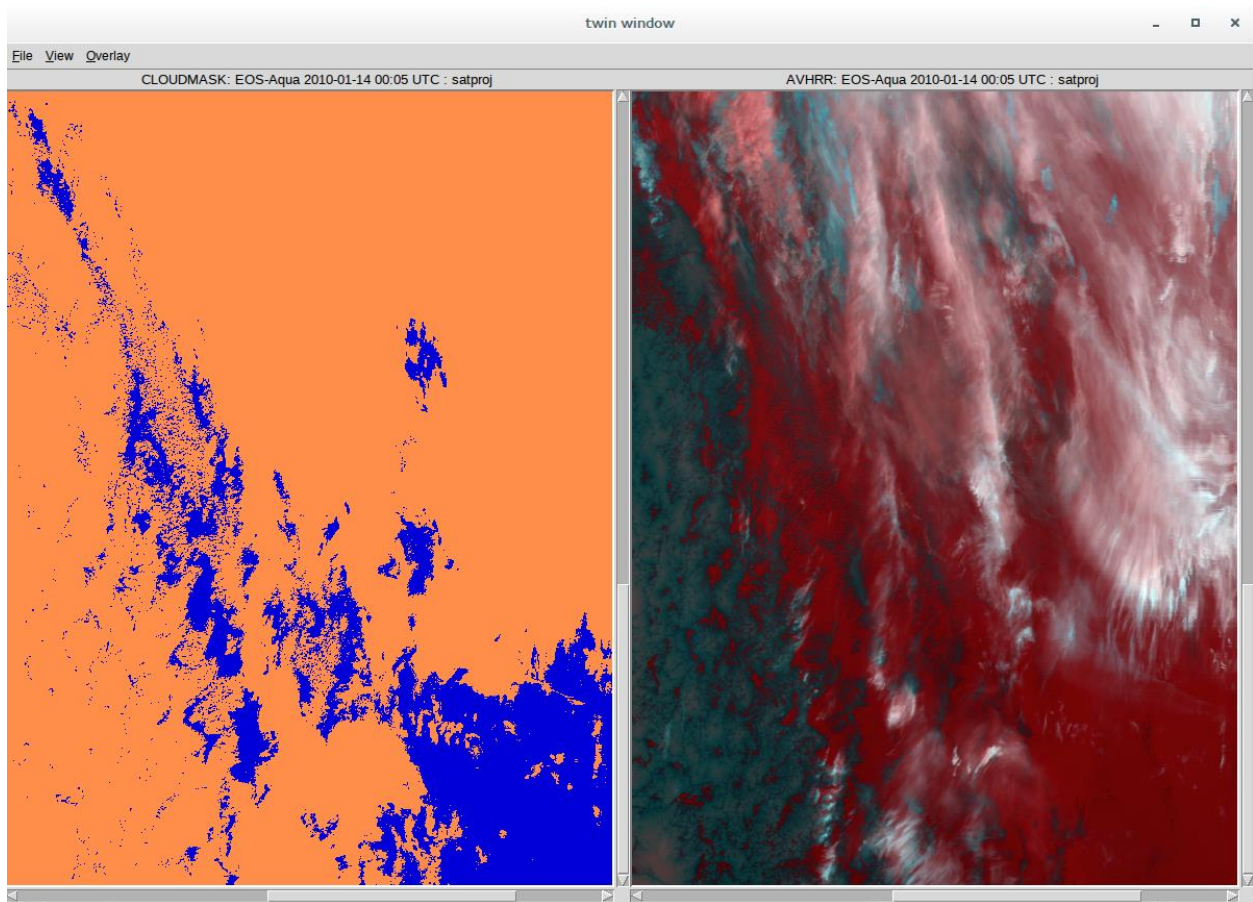 twin window
File View Overlay
CLOUDMASK: EOS-Aqua 2010-01-14 00:05 UTC : satproj
AVHRR: EOS-Aqua 2010-01-14 00:05 UTC : satproj